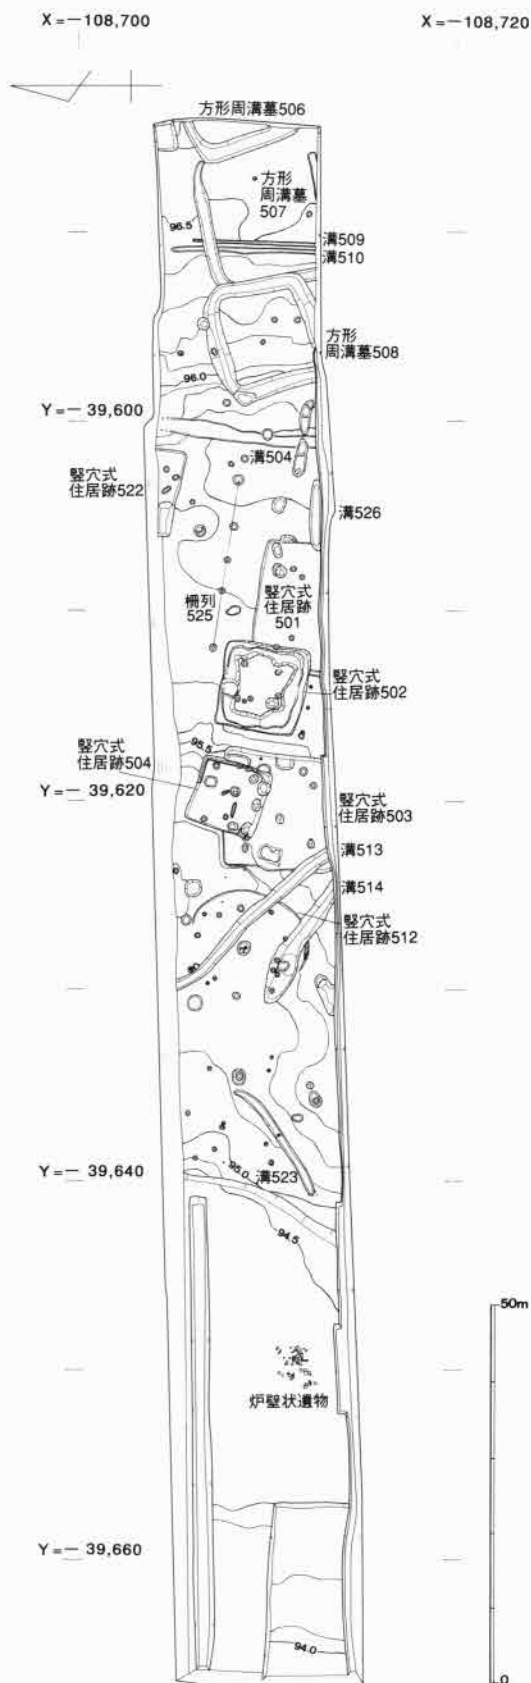 X=－108,700
X=－108,720
方形周溝墓506
方形
周溝墓
507
96.5
溝509
溝510
方形
周溝墓508
96.0
Y=－ 39,600
溝504
竪穴式
住居跡522
溝526
柵列
525
竪穴式
住居跡
501
竪穴式
住居跡502
竪穴式
住居跡504
95.5
Y=－ 39,620
竪穴式
住居跡503
溝513
溝514
竪穴式
住居跡512
Y=－ 39,640
95.0
溝523
94.5
50m
炉壁状遺物
Y=－ 39,660
94.0
0